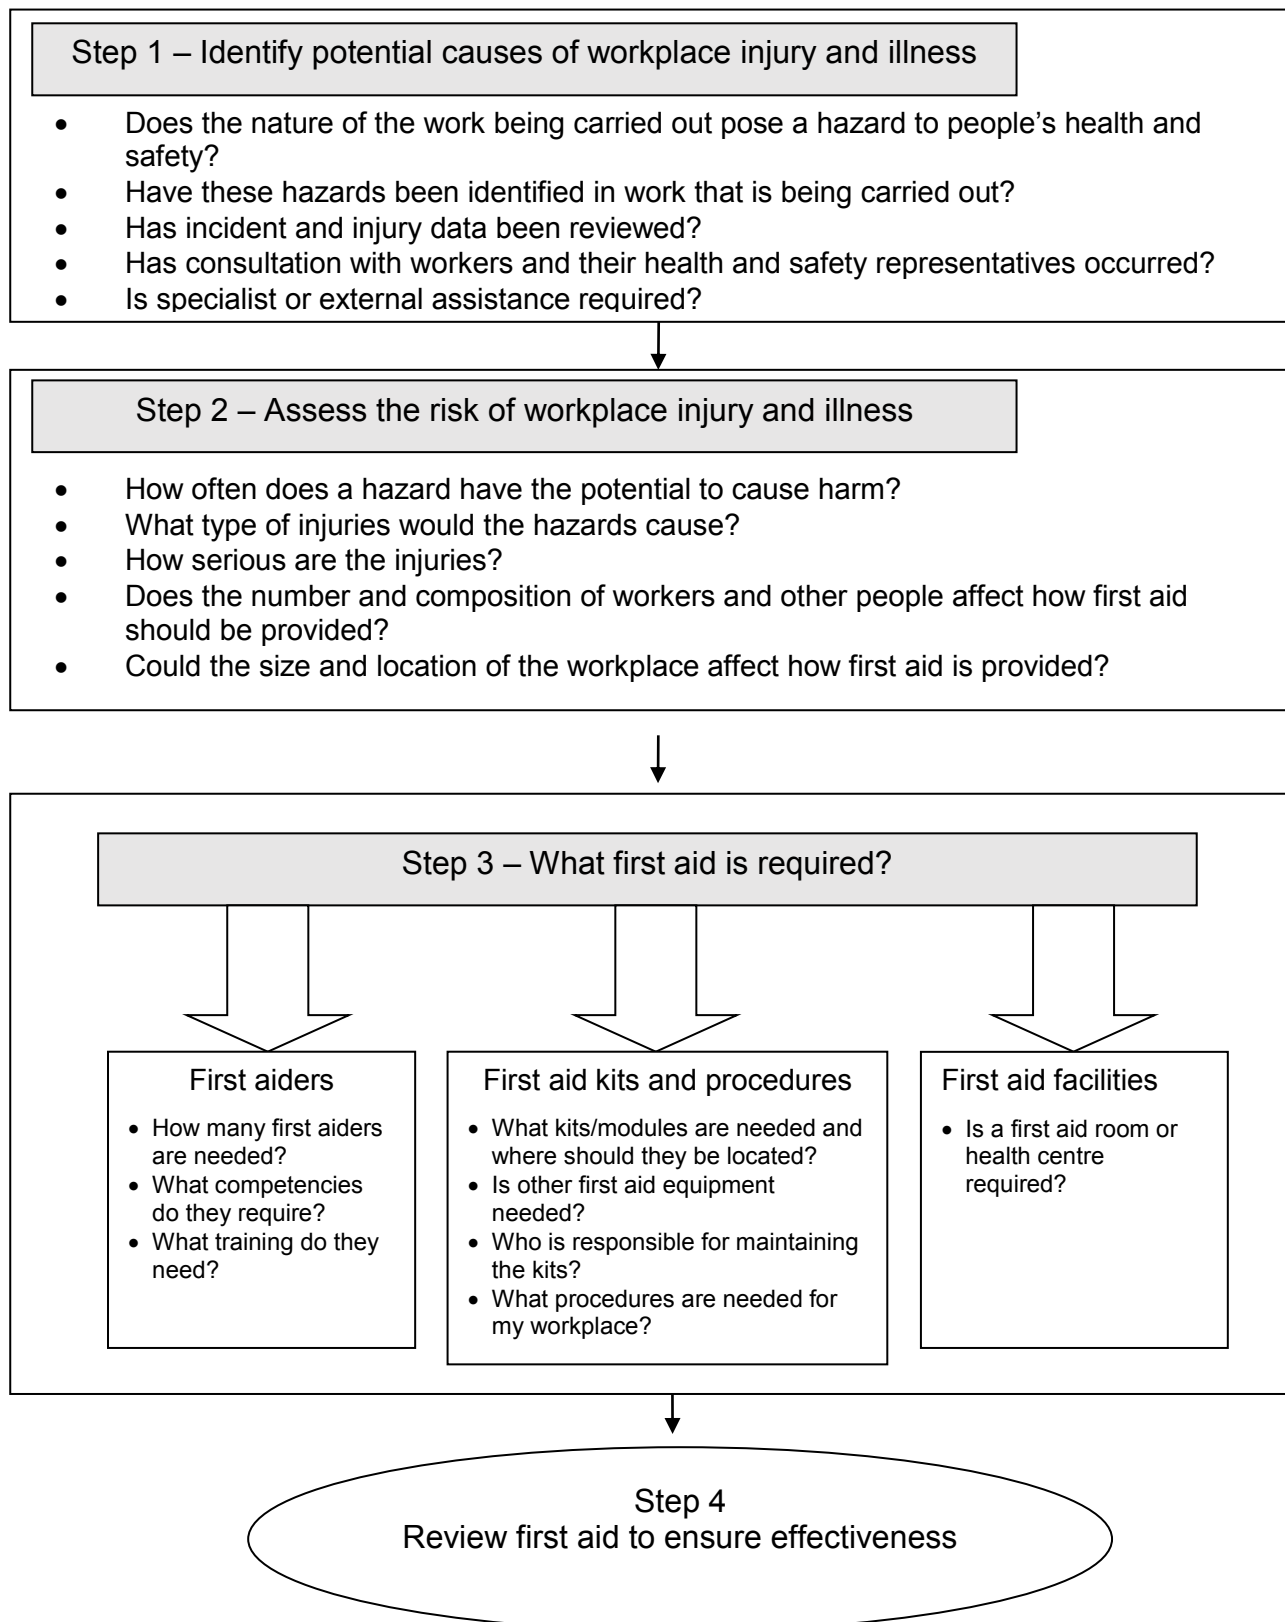 Step 1 – Identify potential causes of workplace injury and illness
• Does the nature of the work being carried out pose a hazard to people’s health and
safety?
• Have these hazards been identified in work that is being carried out?
• Has incident and injury data been reviewed?
• Has consultation with workers and their health and safety representatives occurred?
• Is specialist or external assistance required?
Step 2 – Assess the risk of workplace injury and illness
• How often does a hazard have the potential to cause harm?
• What type of injuries would the hazards cause?
• How serious are the injuries?
• Does the number and composition of workers and other people affect how first aid
should be provided?
• Could the size and location of the workplace affect how first aid is provided?
Step 3 – What first aid is required?
First aiders
• How many first aiders
are needed?
• What competencies
do they require?
• What training do they
need?
First aid kits and procedures
• What kits/modules are needed and
where should they be located?
• Is other first aid equipment
needed?
• Who is responsible for maintaining
the kits?
• What procedures are needed for
my workplace?
First aid facilities
• Is a first aid room or
health centre
required?
Step 4
Review first aid to ensure effectiveness